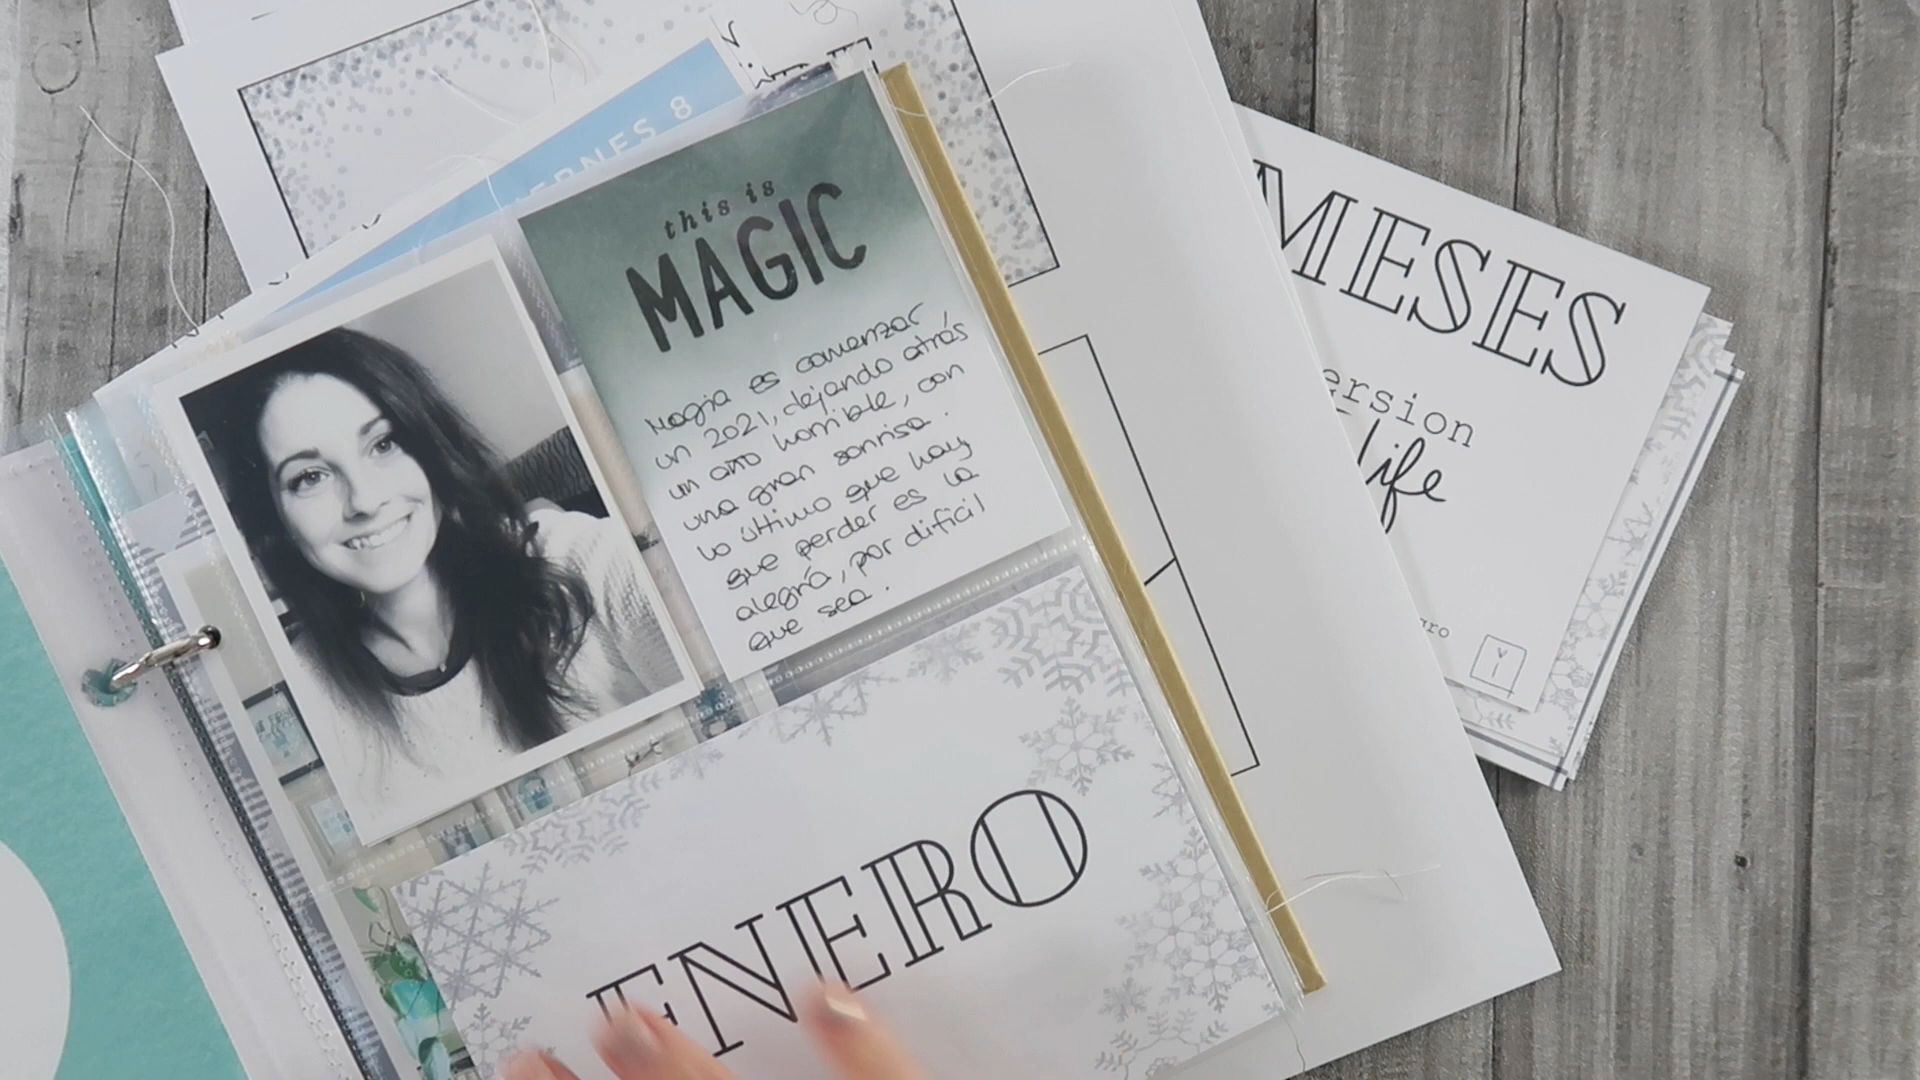 ERNES 8
this is
MAGIC
Magia es comenzar
un 2021, dejando atrás
un año horrible, con
una gran sonrisa.
Lo último que hay
que perder es la
alegría, por difícil
que sea.
ENERO
MESES
ersion
life